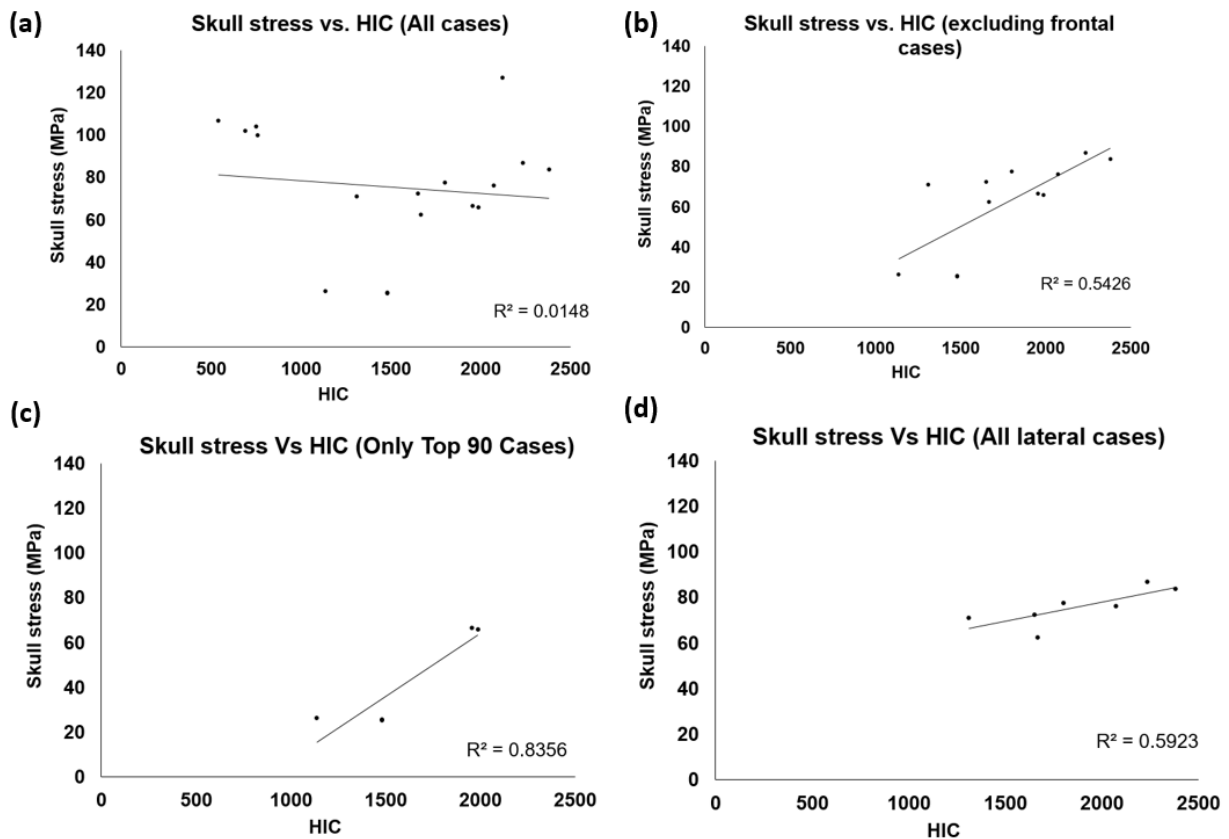 (a)
Skull stress vs. HIC (All cases)
Skull stress (MPa)
140
120
100
80
60
40
20
0
0 500 1000 1500 2000 2500
HIC
R² = 0.0148
(b)
Skull stress vs. HIC (excluding frontal
cases)
Skull stress (MPa)
140
120
100
80
60
40
20
0
0 500 1000 1500 2000 2500
HIC
R² = 0.5426
(c)
Skull stress Vs HIC (Only Top 90 Cases)
Skull stress (MPa)
140
120
100
80
60
40
20
0
0 500 1000 1500 2000 2500
HIC
R² = 0.8356
(d)
Skull stress Vs HIC (All lateral cases)
Skull stress (MPa)
140
120
100
80
60
40
20
0
0 500 1000 1500 2000 2500
HIC
R² = 0.5923